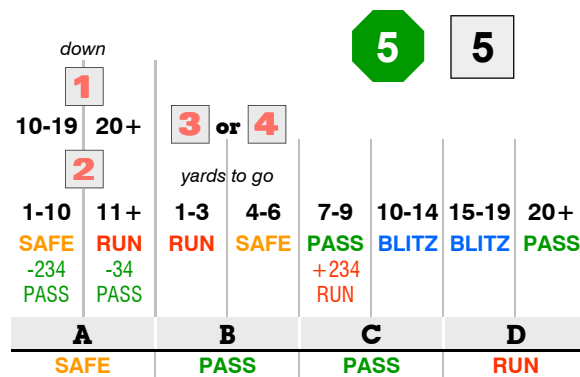 5 5
down
1
10-19 20+ 3 or 4
2 yards to go
1-10 11+ 1-3 4-6 7-9 10-14 15-19 20+
SAFE RUN RUN SAFE PASS BLITZ BLITZ PASS
-234 -34 +234
PASS PASS RUN
A B C D
SAFE PASS PASS RUN